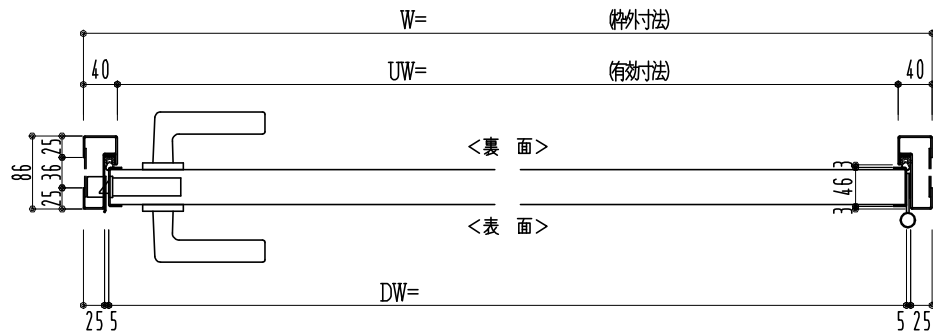 W= (枠外寸法)
40 UW= (有効寸法) 40
<裏 面>
86
25 36 25
3 46 3
<表 面>
DW=
25 5 5 25